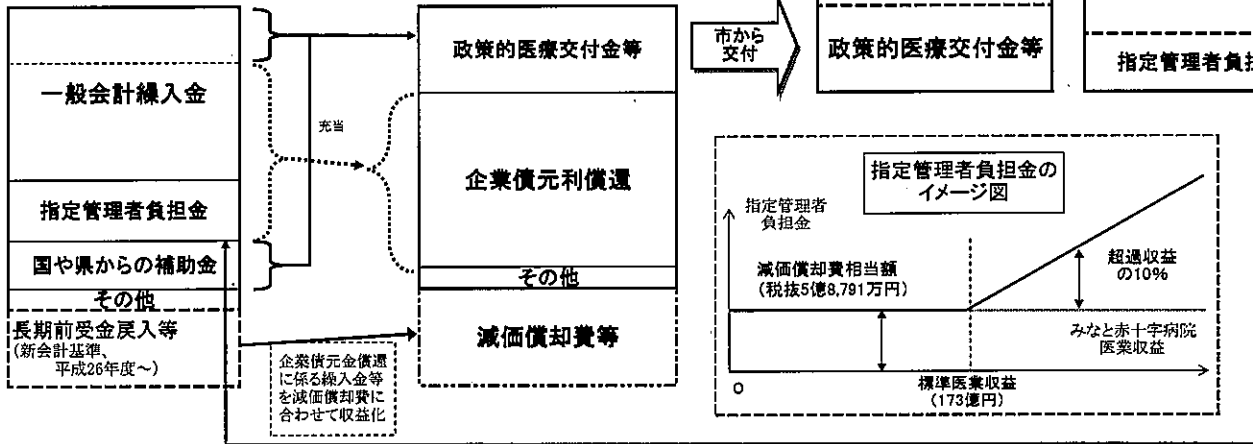 一般会計繰入金
指定管理者負担金
国や県からの補助金
その他
長期前受金戻入等
(新会計基準、
平成26年度~)
充当
企業債元金償還
に係る繰入金等
を減価償却費に
合わせて収益化
政策的医療交付金等
企業債元利償還
その他
減価償却費等
市から
交付
政策的医療交付金等
指定管理者負担
指定管理者負担金の
イメージ図
指定管理者
負担金
減価償却費相当額
(税抜5億8,791万円)
超過収益
の10%
みなと赤十字病院
医業収益
O
標準医業収益
(173億円)